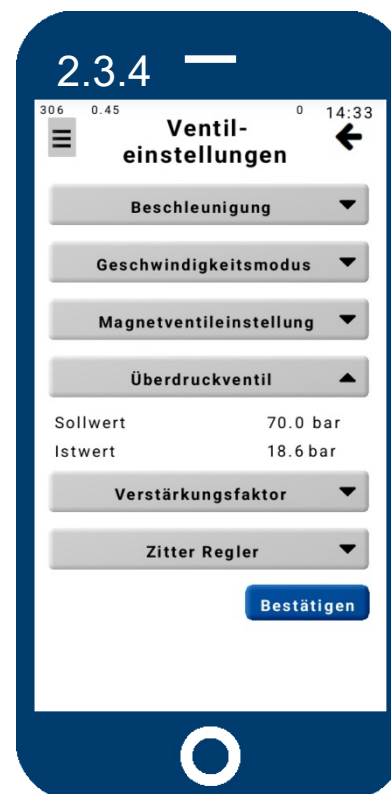 2.3.4
306 0.45 0 14:33
Ventil-
einstellungen
Beschleunigung
Geschwindigkeitsmodus
Magnetventileinstellung
Überdruckventil
Sollwert 70.0 bar
Istwert 18.6 bar
Verstärkungsfaktor
Zitter Regler
Bestätigen